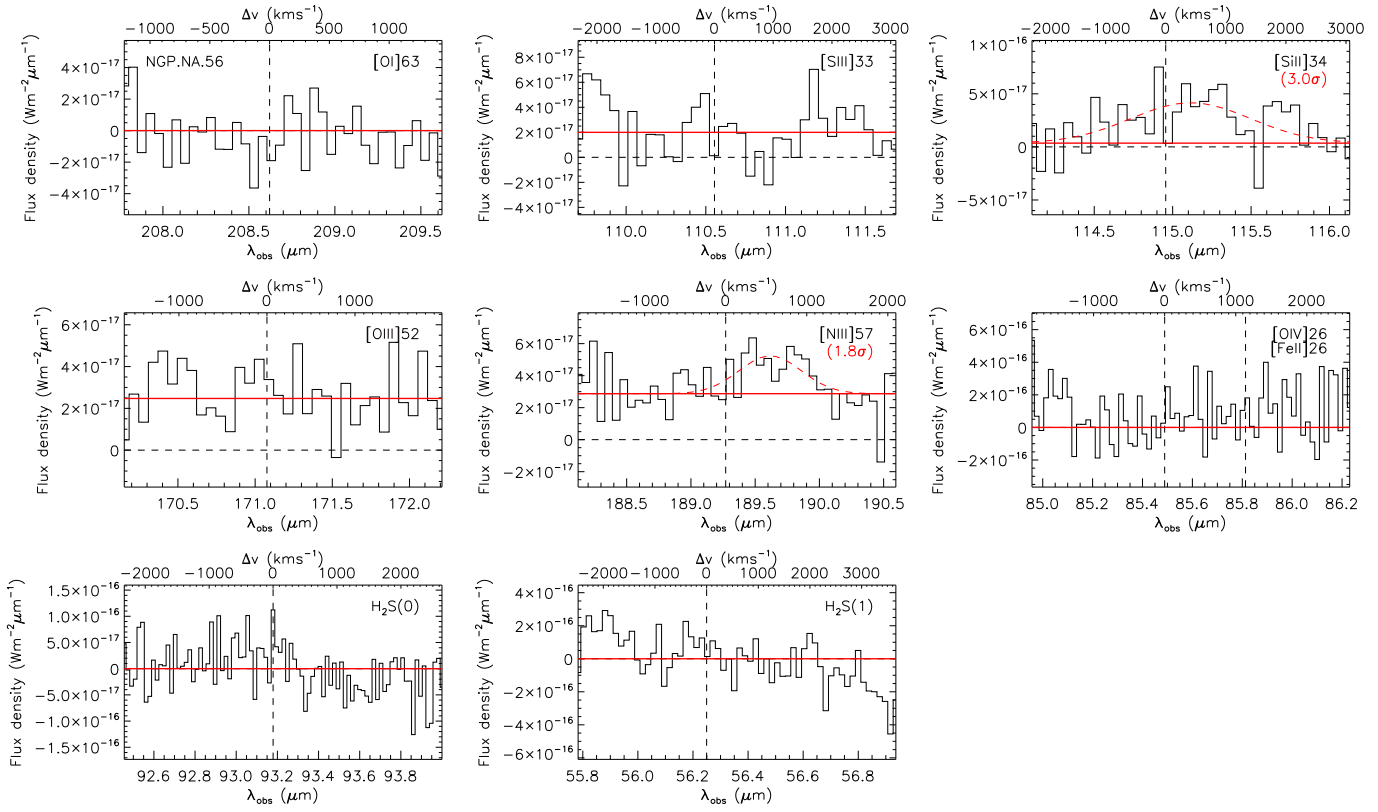 Δv (kms⁻¹)
−1000 −500 0 500 1000
NGP.NA.56 [OI]63
Flux density (Wm⁻²μm⁻¹)
4×10⁻¹⁷
2×10⁻¹⁷
0
−2×10⁻¹⁷
−4×10⁻¹⁷
208.0 208.5 209.0 209.5
λobs (μm)
Δv (kms⁻¹)
−2000 −1000 0 1000 2000 3000
[SIII]33
Flux density (Wm⁻²μm⁻¹)
8×10⁻¹⁷
6×10⁻¹⁷
4×10⁻¹⁷
2×10⁻¹⁷
0
−2×10⁻¹⁷
−4×10⁻¹⁷
110.0 110.5 111.0 111.5
λobs (μm)
Δv (kms⁻¹)
−2000 −1000 0 1000 2000 3000
[SiII]34
(3.0σ)
Flux density (Wm⁻²μm⁻¹)
1×10⁻¹⁶
5×10⁻¹⁷
0
−5×10⁻¹⁷
114.5 115.0 115.5 116.0
λobs (μm)
Δv (kms⁻¹)
−1000 0 1000
[OIII]52
Flux density (Wm⁻²μm⁻¹)
6×10⁻¹⁷
4×10⁻¹⁷
2×10⁻¹⁷
0
170.5 171.0 171.5 172.0
λobs (μm)
Δv (kms⁻¹)
−1000 0 1000 2000
[NIII]57
(1.8σ)
Flux density (Wm⁻²μm⁻¹)
6×10⁻¹⁷
4×10⁻¹⁷
2×10⁻¹⁷
0
−2×10⁻¹⁷
188.5 189.0 189.5 190.0 190.5
λobs (μm)
Δv (kms⁻¹)
−1000 0 1000 2000
[OIV]26
[FeII]26
Flux density (Wm⁻²μm⁻¹)
6×10⁻¹⁶
4×10⁻¹⁶
2×10⁻¹⁶
0
−2×10⁻¹⁶
85.0 85.2 85.4 85.6 85.8 86.0 86.2
λobs (μm)
Δv (kms⁻¹)
−2000 −1000 0 1000 2000
H₂S(0)
Flux density (Wm⁻²μm⁻¹)
1.5×10⁻¹⁶
1.0×10⁻¹⁶
5.0×10⁻¹⁷
0
−5.0×10⁻¹⁷
−1.0×10⁻¹⁶
−1.5×10⁻¹⁶
92.6 92.8 93.0 93.2 93.4 93.6 93.8
λobs (μm)
Δv (kms⁻¹)
−2000 −1000 0 1000 2000 3000
H₂S(1)
Flux density (Wm⁻²μm⁻¹)
4×10⁻¹⁶
2×10⁻¹⁶
0
−2×10⁻¹⁶
−4×10⁻¹⁶
−6×10⁻¹⁶
55.8 56.0 56.2 56.4 56.6 56.8
λobs (μm)